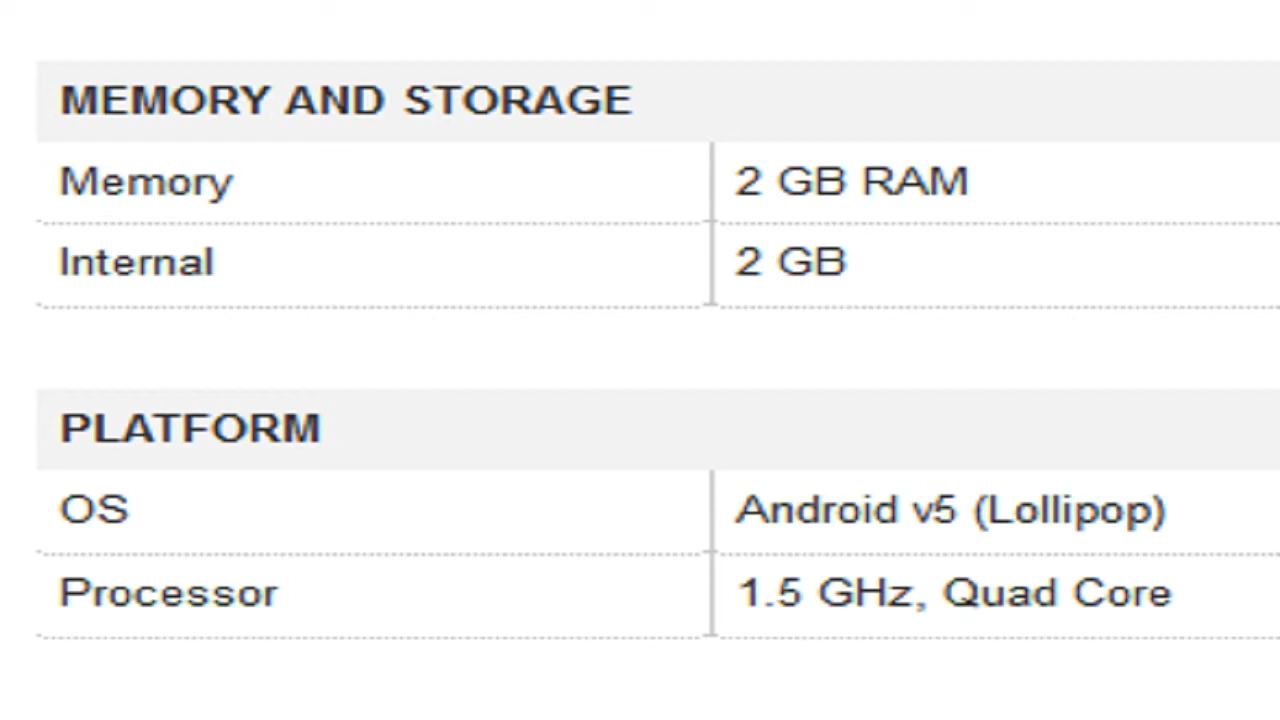 MEMORY AND STORAGE
Memory 2 GB RAM
Internal 2 GB
PLATFORM
OS Android v5 (Lollipop)
Processor 1.5 GHz, Quad Core